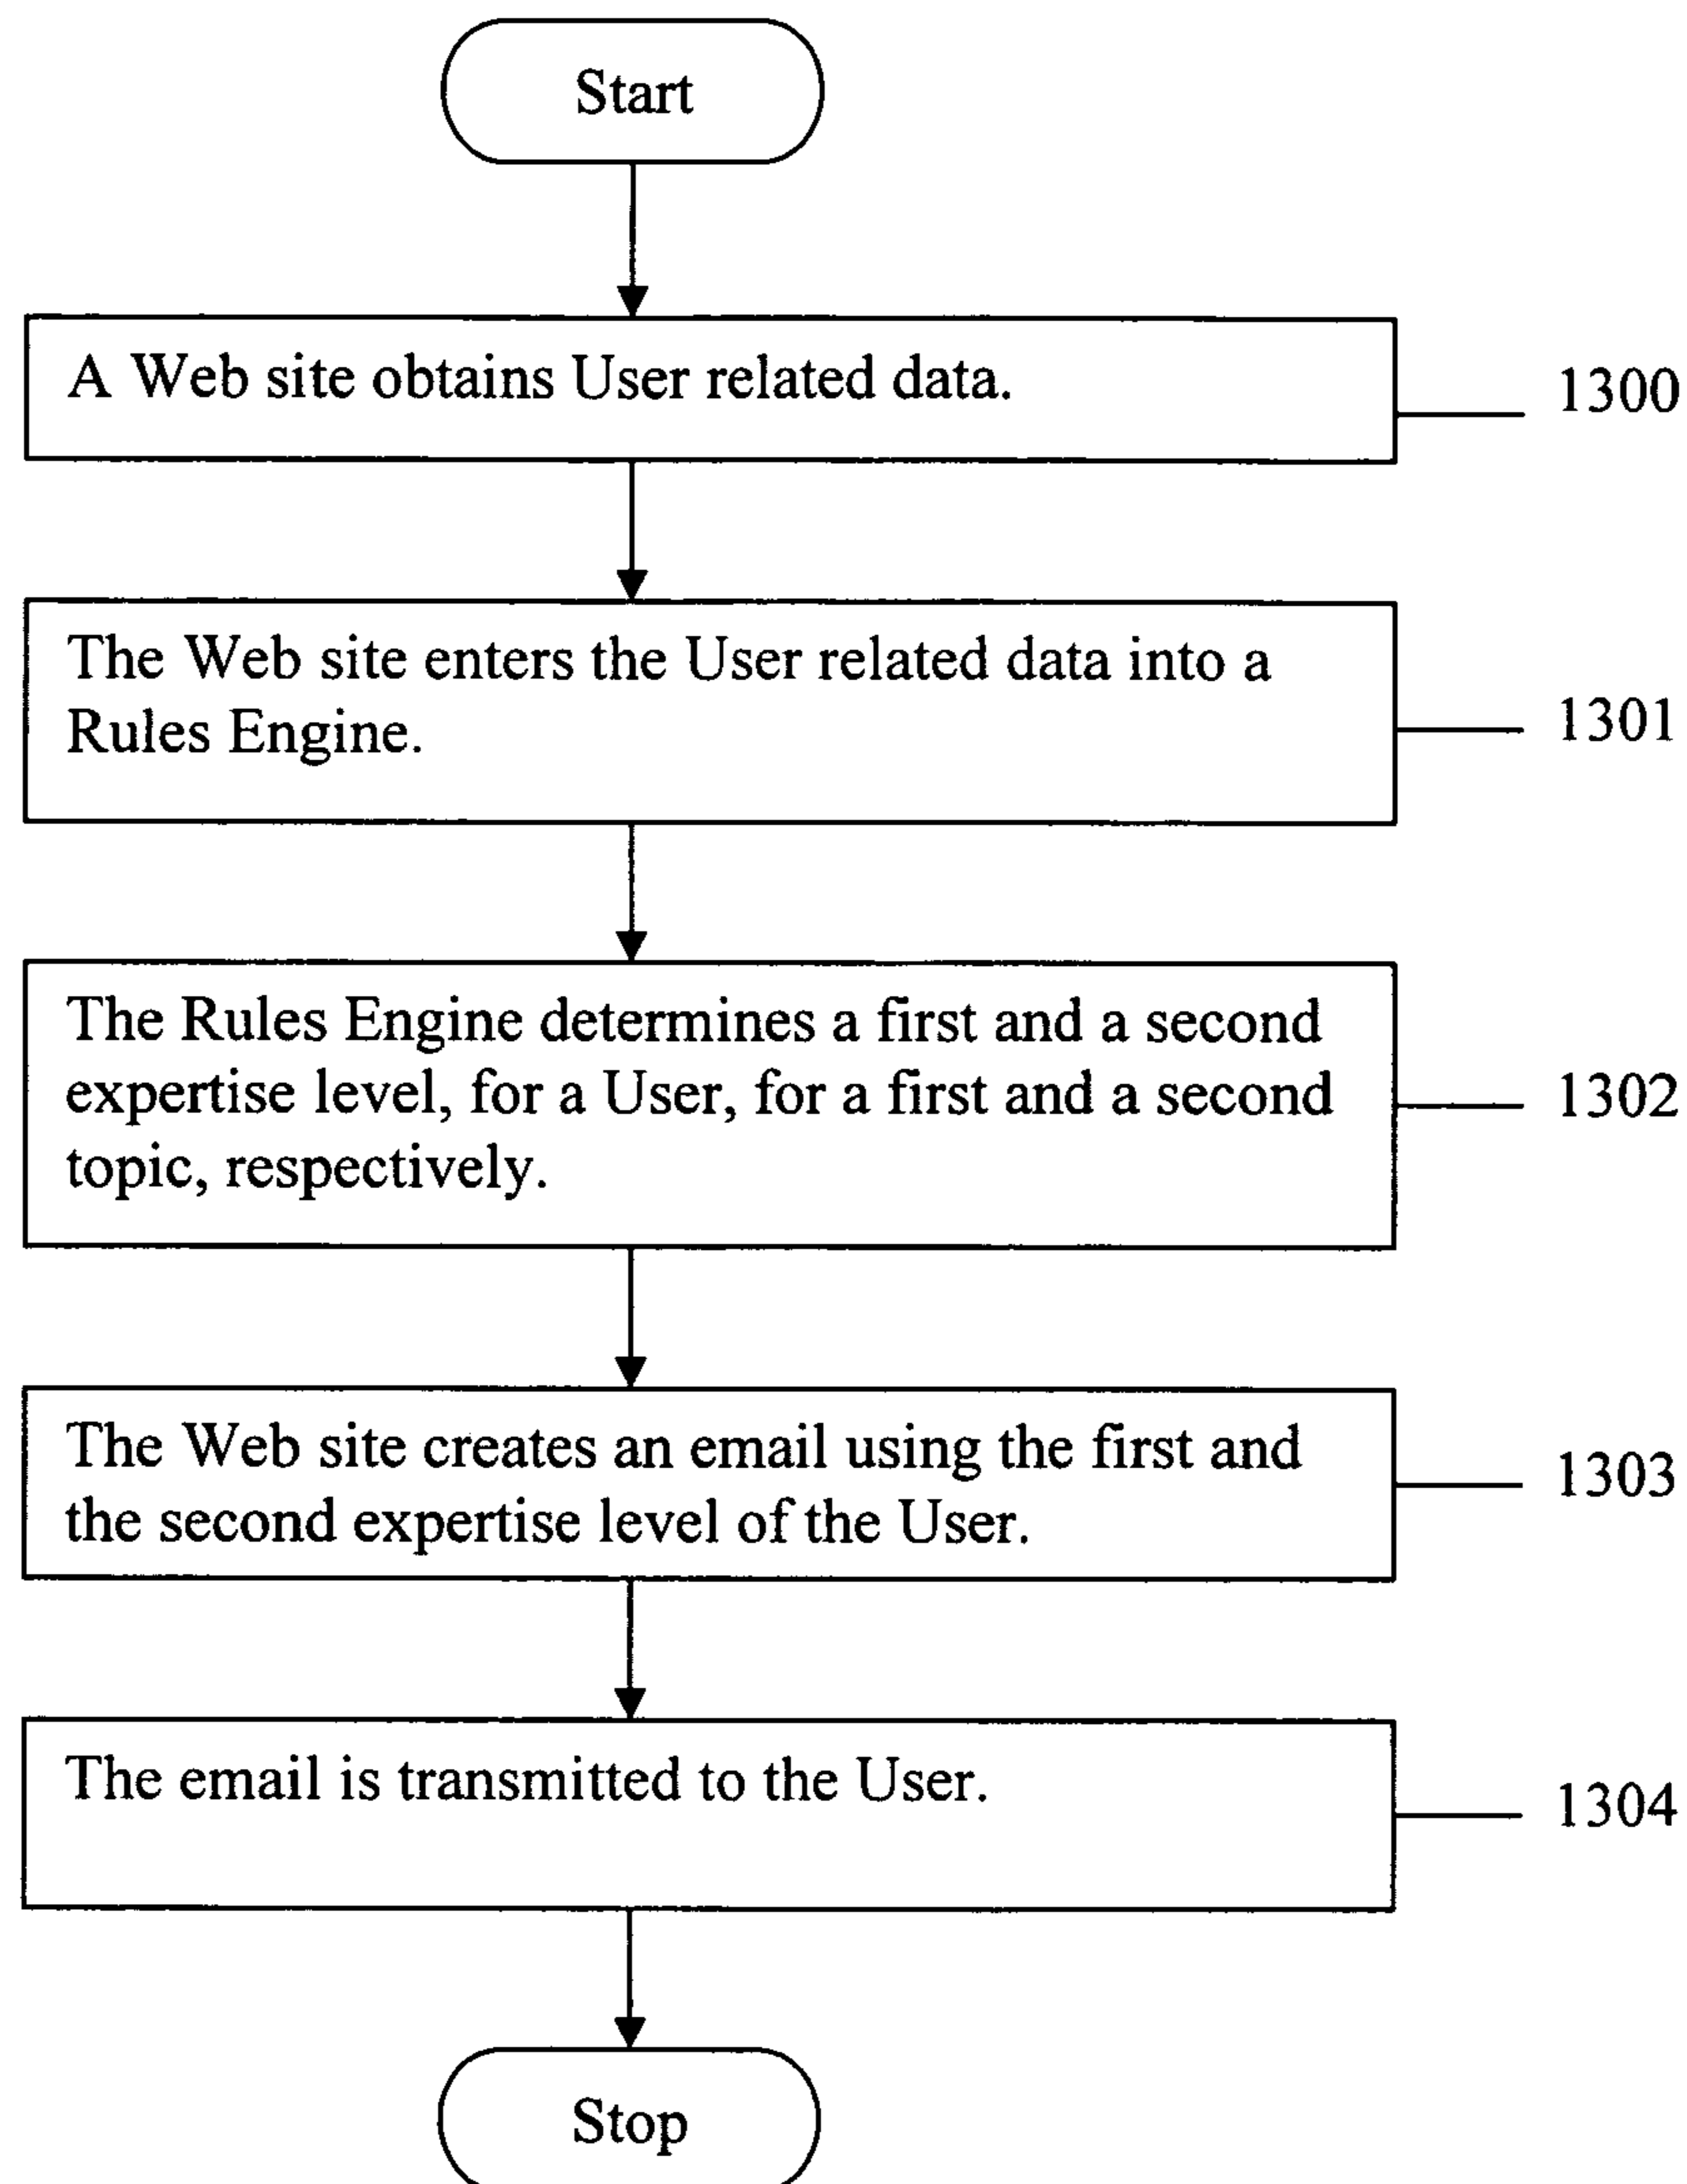 Start
A Web site obtains User related data.
1300
The Web site enters the User related data into a
Rules Engine.
1301
The Rules Engine determines a first and a second
expertise level, for a User, for a first and a second
topic, respectively.
1302
The Web site creates an email using the first and
the second expertise level of the User.
1303
The email is transmitted to the User.
1304
Stop